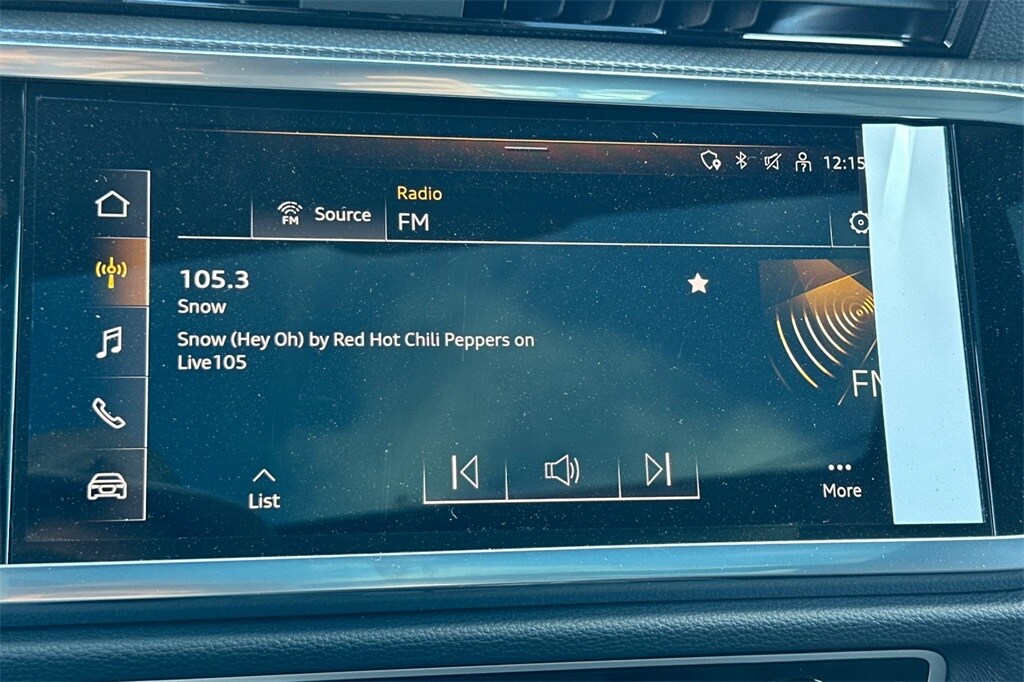 12:15
Radio
FM
Source
FM
105.3
Snow
Snow (Hey Oh) by Red Hot Chili Peppers on
Live105
FM
List
More